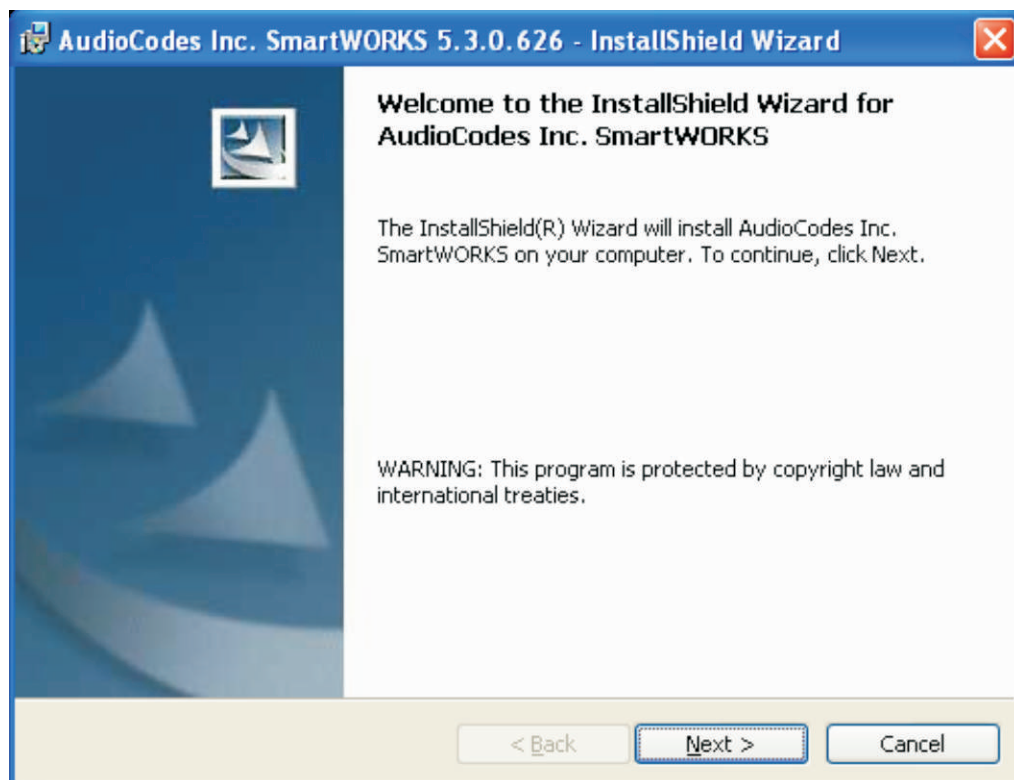 AudioCodes Inc. SmartWORKS 5.3.0.626 - InstallShield Wizard
Welcome to the InstallShield Wizard for
AudioCodes Inc. SmartWORKS
The InstallShield(R) Wizard will install AudioCodes Inc.
SmartWORKS on your computer. To continue, click Next.
WARNING: This program is protected by copyright law and
international treaties.
< Back Next > Cancel